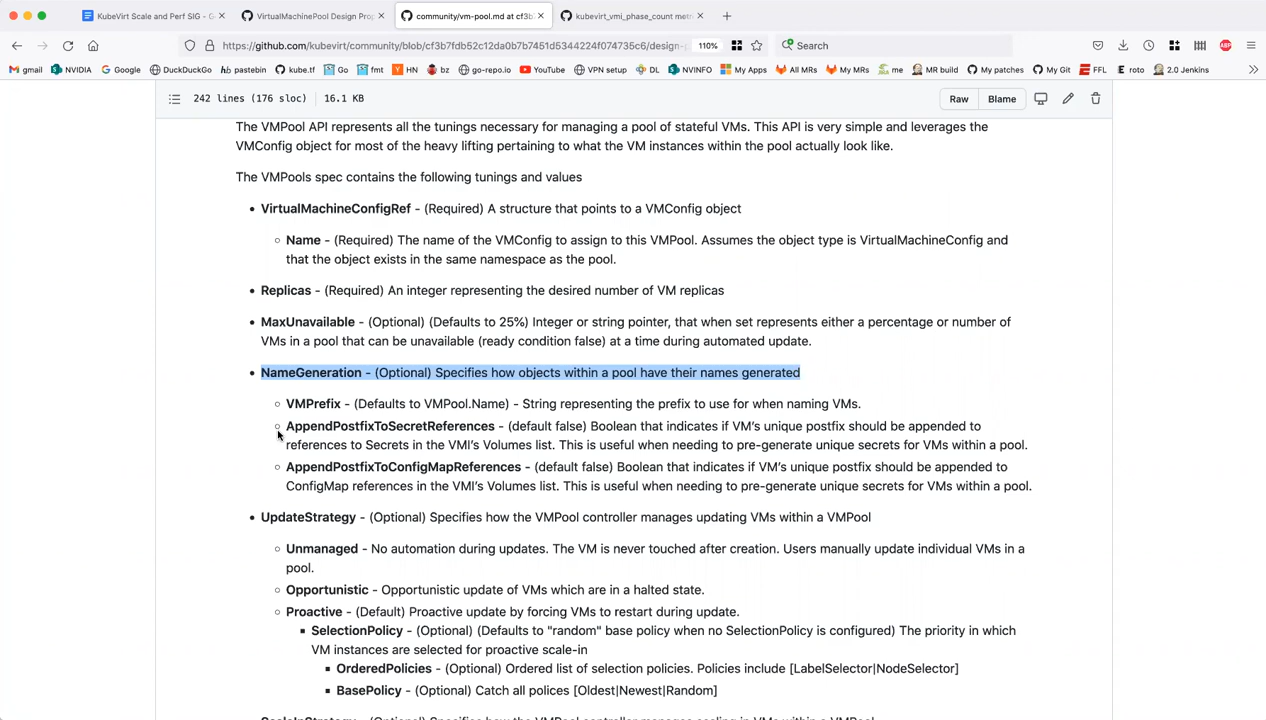 KubeVirt Scale and Perf SIG - G
VirtualMachinePool Design Prop
community/vm-pool.md at cf3b
kubevirt_vmi_phase_count metr
https://github.com/kubevirt/community/blob/cf3b7fdb52c12da0b7b7451d5344224f074735c6/design-p
110%
Search
gmail
NVIDIA
Google
DuckDuckGo
hb pastebin
kube.tf
Go
fmt
HN
bz
go-repo.io
YouTube
VPN setup
DL
NVINFO
My Apps
All MRs
My MRs
me
MR build
My patches
My Git
FFL
roto
2.0 Jenkins
242 lines (176 sloc)
16.1 KB
Raw
Blame
The VMPool API represents all the tunings necessary for managing a pool of stateful VMs. This API is very simple and leverages the
VMConfig object for most of the heavy lifting pertaining to what the VM instances within the pool actually look like.
The VMPools spec contains the following tunings and values
• VirtualMachineConfigRef - (Required) A structure that points to a VMConfig object
○ Name - (Required) The name of the VMConfig to assign to this VMPool. Assumes the object type is VirtualMachineConfig and
that the object exists in the same namespace as the pool.
• Replicas - (Required) An integer representing the desired number of VM replicas
• MaxUnavailable - (Optional) (Defaults to 25%) Integer or string pointer, that when set represents either a percentage or number of
VMs in a pool that can be unavailable (ready condition false) at a time during automated update.
• NameGeneration - (Optional) Specifies how objects within a pool have their names generated
○ VMPrefix - (Defaults to VMPool.Name) - String representing the prefix to use for when naming VMs.
○ AppendPostfixToSecretReferences - (default false) Boolean that indicates if VM's unique postfix should be appended to
references to Secrets in the VMI's Volumes list. This is useful when needing to pre-generate unique secrets for VMs within a pool.
○ AppendPostfixToConfigMapReferences - (default false) Boolean that indicates if VM's unique postfix should be appended to
ConfigMap references in the VMI's Volumes list. This is useful when needing to pre-generate unique secrets for VMs within a pool.
• UpdateStrategy - (Optional) Specifies how the VMPool controller manages updating VMs within a VMPool
○ Unmanaged - No automation during updates. The VM is never touched after creation. Users manually update individual VMs in a
pool.
○ Opportunistic - Opportunistic update of VMs which are in a halted state.
○ Proactive - (Default) Proactive update by forcing VMs to restart during update.
▪ SelectionPolicy - (Optional) (Defaults to "random" base policy when no SelectionPolicy is configured) The priority in which
VM instances are selected for proactive scale-in
▪ OrderedPolicies - (Optional) Ordered list of selection policies. Policies include [LabelSelector|NodeSelector]
▪ BasePolicy - (Optional) Catch all polices [Oldest|Newest|Random]
ScaleInStrategy - (Optional) Specifies how the VMPool controller manages scaling in VMs within a VMPool